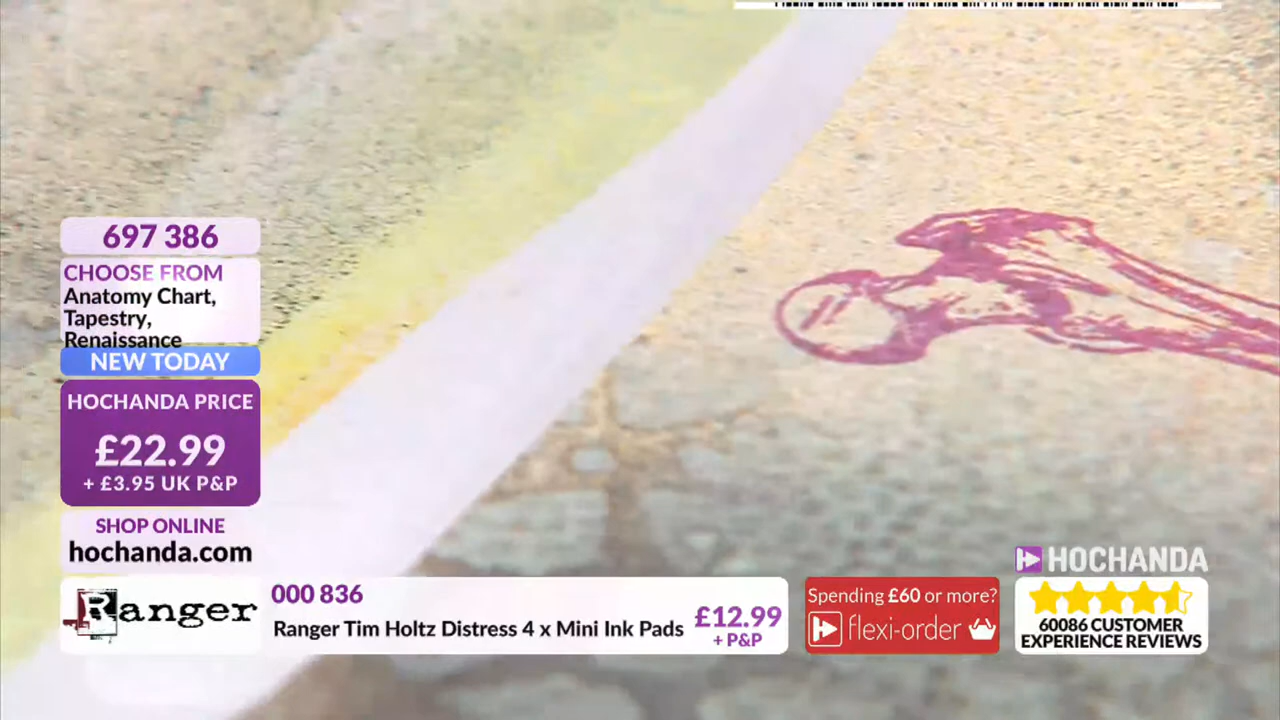 697 386
CHOOSE FROM
Anatomy Chart,
Tapestry,
Renaissance
NEW TODAY
HOCHANDA PRICE
£22.99
+ £3.95 UK P&P
SHOP ONLINE
hochanda.com
Ranger
000 836
Ranger Tim Holtz Distress 4 x Mini Ink Pads
£12.99
+ P&P
Spending £60 or more?
flexi-order
HOCHANDA
60086 CUSTOMER
EXPERIENCE REVIEWS